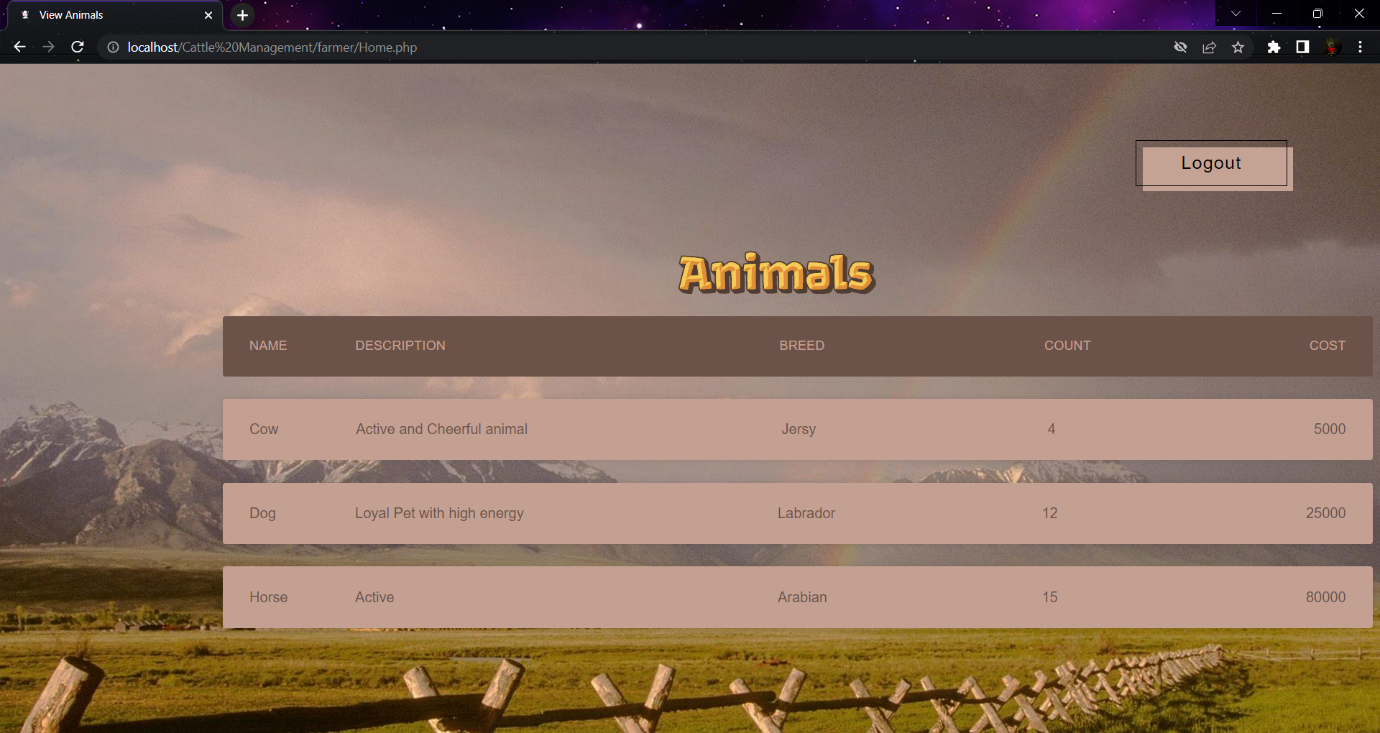 View Animals
localhost/Cattle%20Management/farmer/Home.php
Logout
Animals
NAME DESCRIPTION BREED COUNT COST
Cow Active and Cheerful animal Jersy 4 5000
Dog Loyal Pet with high energy Labrador 12 25000
Horse Active Arabian 15 80000